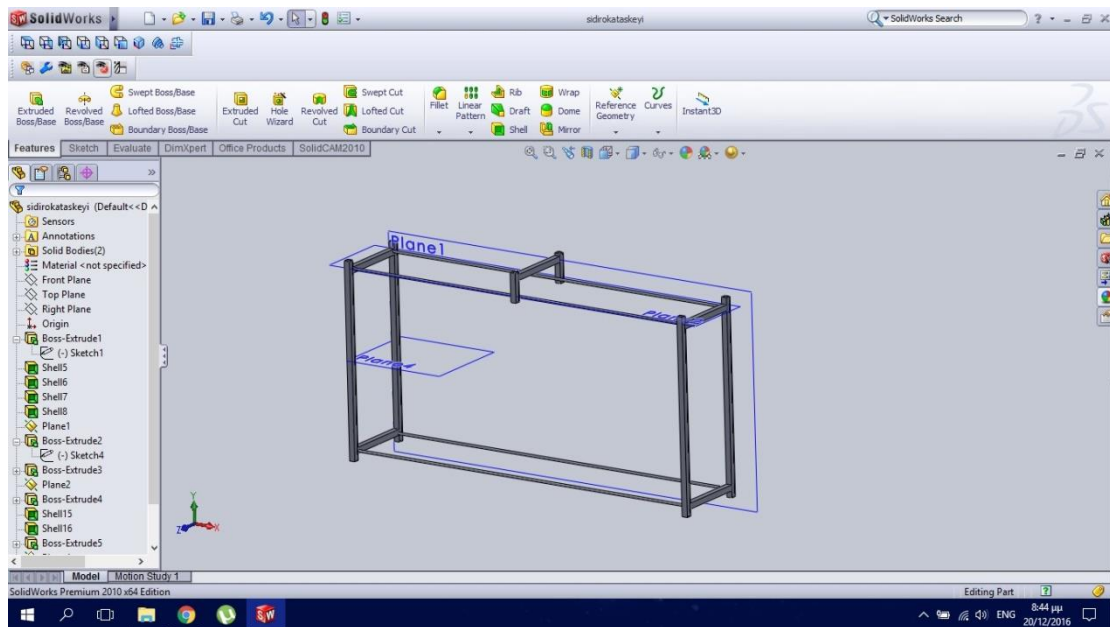 SolidWorks
sidirokataskeyi
SolidWorks Search
Extruded Boss/Base
Revolved Boss/Base
Swept Boss/Base
Lofted Boss/Base
Boundary Boss/Base
Extruded Cut
Hole Wizard
Revolved Cut
Swept Cut
Lofted Cut
Boundary Cut
Fillet
Linear Pattern
Rib
Draft
Shell
Wrap
Dome
Mirror
Reference Geometry
Curves
Instant3D
Features Sketch Evaluate DimXpert Office Products SolidCAM2010
sidirokataskeyi (Default<<D
Sensors
Annotations
Solid Bodies(2)
Material <not specified>
Front Plane
Top Plane
Right Plane
Origin
Boss-Extrude1
(-) Sketch1
Shell5
Shell6
Shell7
Shell8
Plane1
Boss-Extrude2
(-) Sketch4
Boss-Extrude3
Plane2
Boss-Extrude4
Shell15
Shell16
Boss-Extrude5
Plane1
Plane4
Y
Z
X
Model Motion Study 1
SolidWorks Premium 2010 x64 Edition
Editing Part
ENG
8:44 μμ
20/12/2016